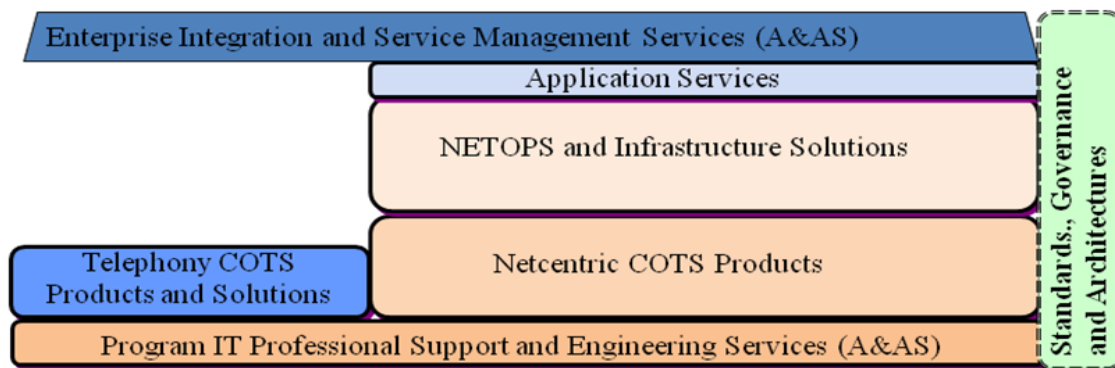 Enterprise Integration and Service Management Services (A&AS)
Application Services
NETOPS and Infrastructure Solutions
Netcentric COTS Products
Telephony COTS
Products and Solutions
Program IT Professional Support and Engineering Services (A&AS)
Standards., Governance
and Architectures